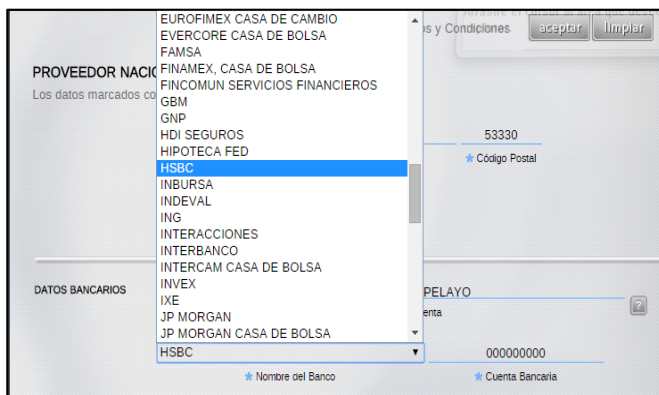 EUROFIMEX CASA DE CAMBIO
EVERCORE CASA DE BOLSA
FAMSA
FINAMEX, CASA DE BOLSA
FINCOMUN SERVICIOS FINANCIEROS
GBM
GNP
HDI SEGUROS
HIPOTECA FED
HSBC
INBURSA
INDEVAL
ING
INTERACCIONES
INTERBANCO
INTERCAM CASA DE BOLSA
INVEX
IXE
JP MORGAN
JP MORGAN CASA DE BOLSA
HSBC
* Nombre del Banco
y Condiciones
aceptar
limpiar
PROVEEDOR NACIO
Los datos marcados co
53330
* Código Postal
DATOS BANCARIOS
PELAYO
enta
?
000000000
* Cuenta Bancaria